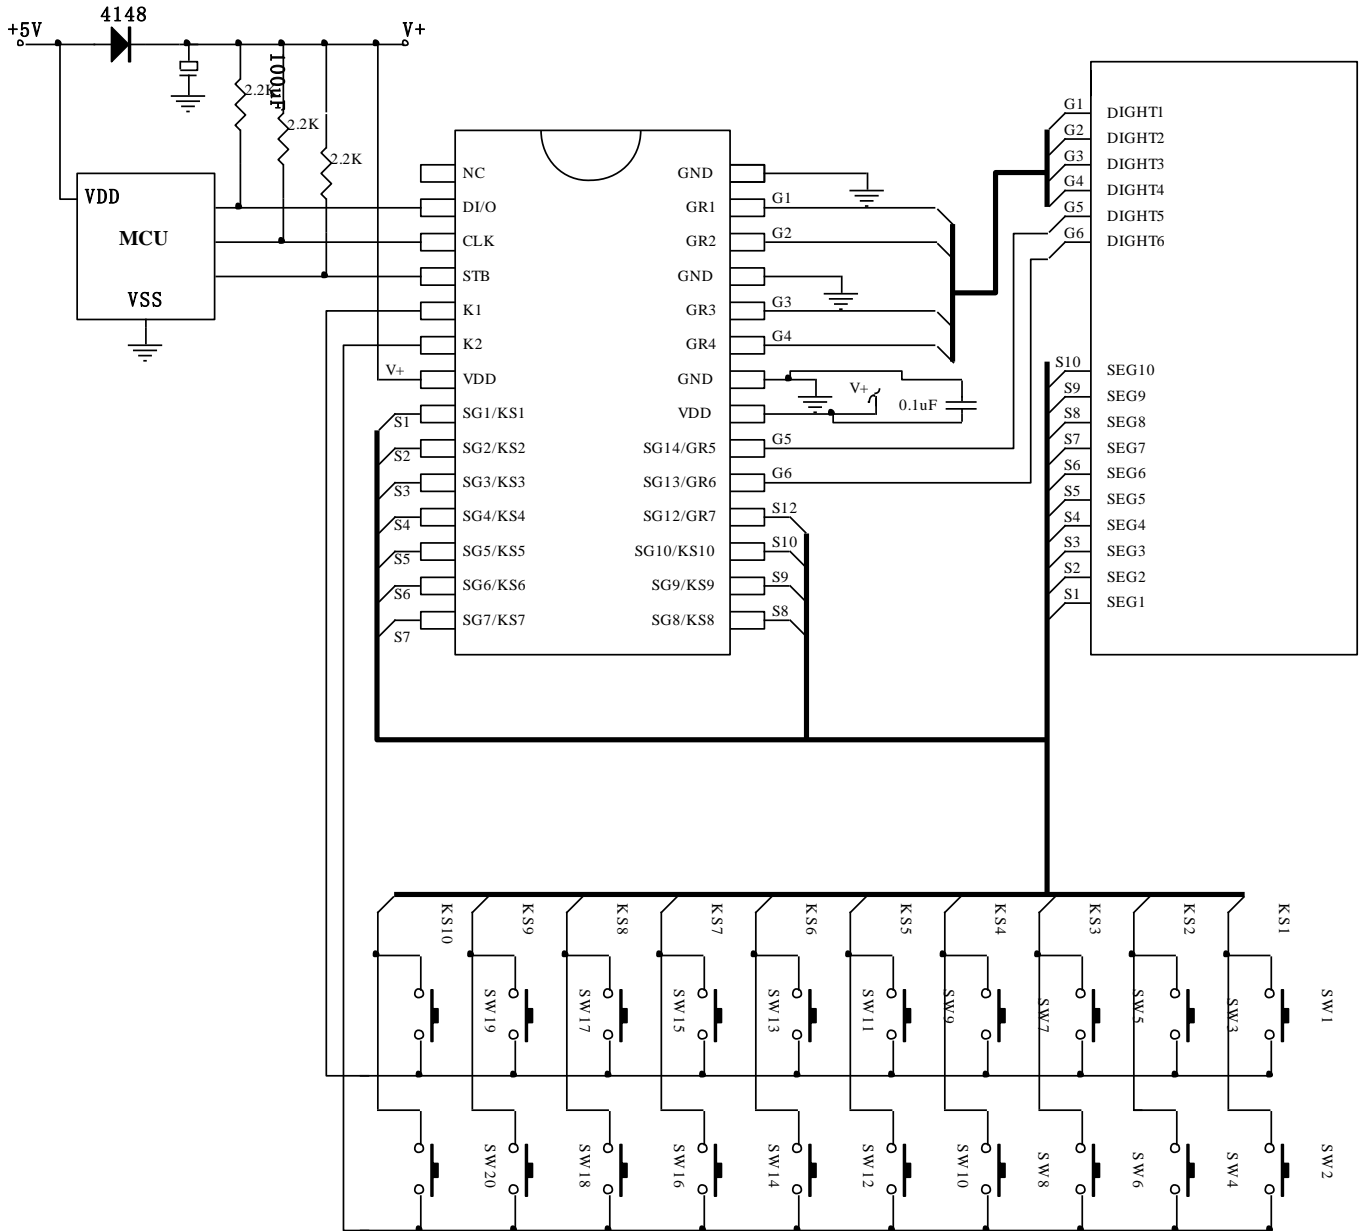 +5V
4148
V+
100uF
2.2K
2.2K
2.2K
VDD
MCU
VSS
NC
DI/O
CLK
STB
K1
K2
V+
VDD
S1
SG1/KS1
S2
SG2/KS2
S3
SG3/KS3
S4
SG4/KS4
S5
SG5/KS5
S6
SG6/KS6
S7
SG7/KS7
GND
GR1
G1
GR2
G2
GND
GR3
G3
GR4
G4
GND
VDD
V+
0.1uF
SG14/GR5
G5
SG13/GR6
G6
SG12/GR7
S12
SG10/KS10
S10
SG9/KS9
S9
SG8/KS8
S8
G1
DIGHT1
G2
DIGHT2
G3
DIGHT3
G4
DIGHT4
G5
DIGHT5
G6
DIGHT6
S10
SEG10
S9
SEG9
S8
SEG8
S7
SEG7
S6
SEG6
S5
SEG5
S4
SEG4
S3
SEG3
S2
SEG2
S1
SEG1
KS10
KS9
KS8
KS7
KS6
KS5
KS4
KS3
KS2
KS1
SW19
SW17
SW15
SW13
SW11
SW9
SW7
SW5
SW3
SW1
SW20
SW18
SW16
SW14
SW12
SW10
SW8
SW6
SW4
SW2